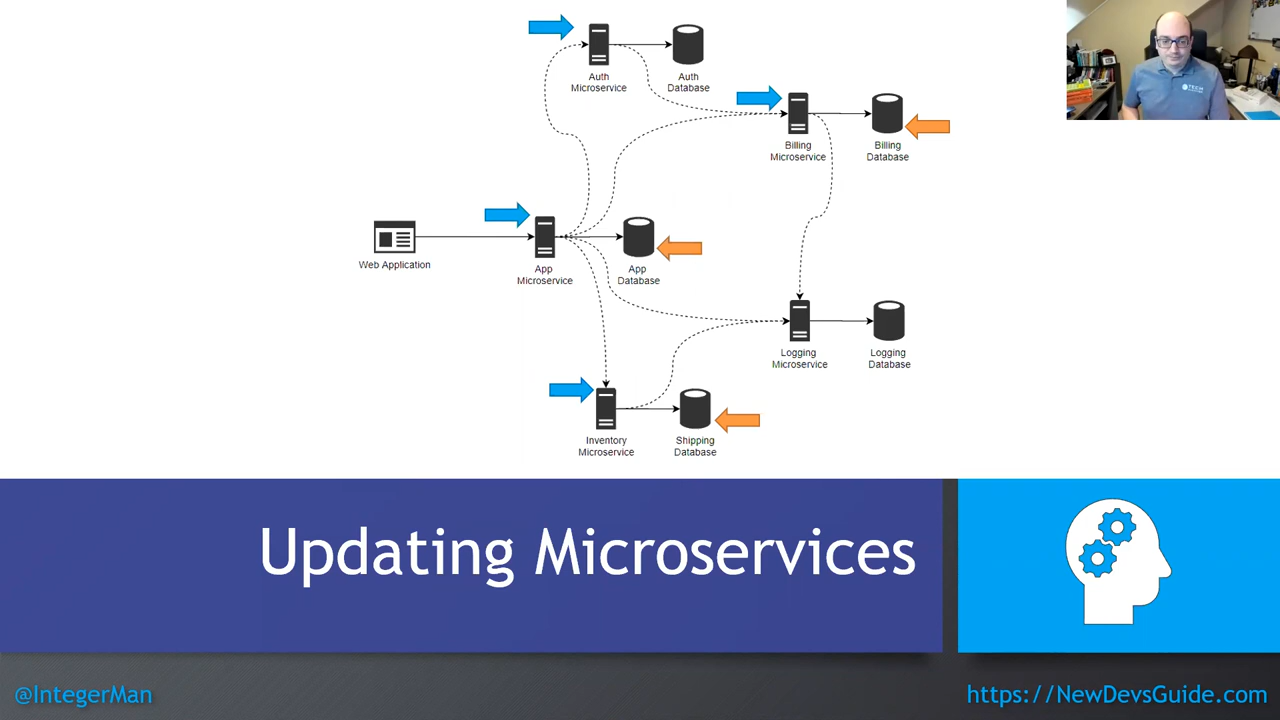 Auth
Microservice
Auth
Database
Billing
Microservice
Billing
Database
Web Application
App
Microservice
App
Database
Logging
Microservice
Logging
Database
Inventory
Microservice
Shipping
Database
Updating Microservices
@IntegerMan
https://NewDevsGuide.com